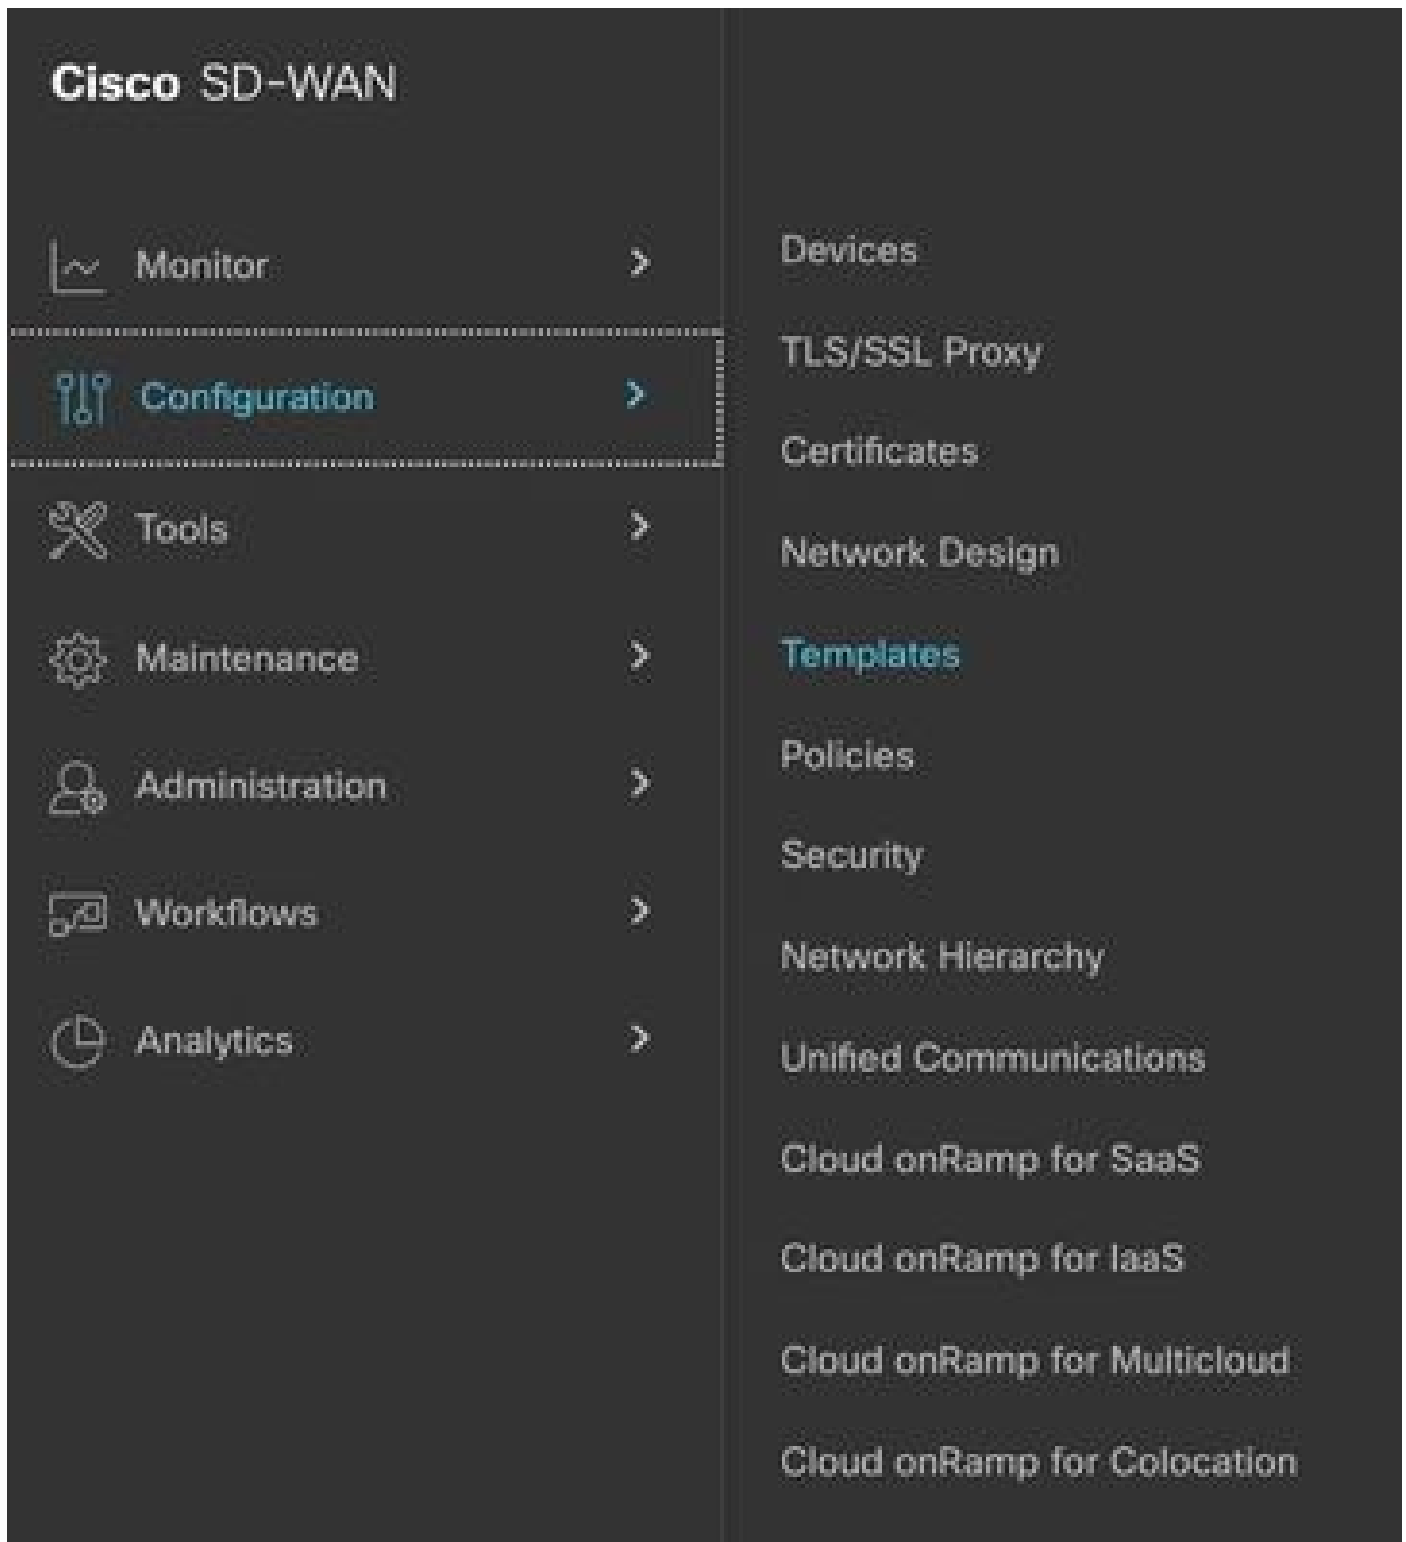 Cisco SD-WAN
Monitor
Configuration
Tools
Maintenance
Administration
Workflows
Analytics
Devices
TLS/SSL Proxy
Certificates
Network Design
Templates
Policies
Security
Network Hierarchy
Unified Communications
Cloud onRamp for SaaS
Cloud onRamp for IaaS
Cloud onRamp for Multicloud
Cloud onRamp for Colocation